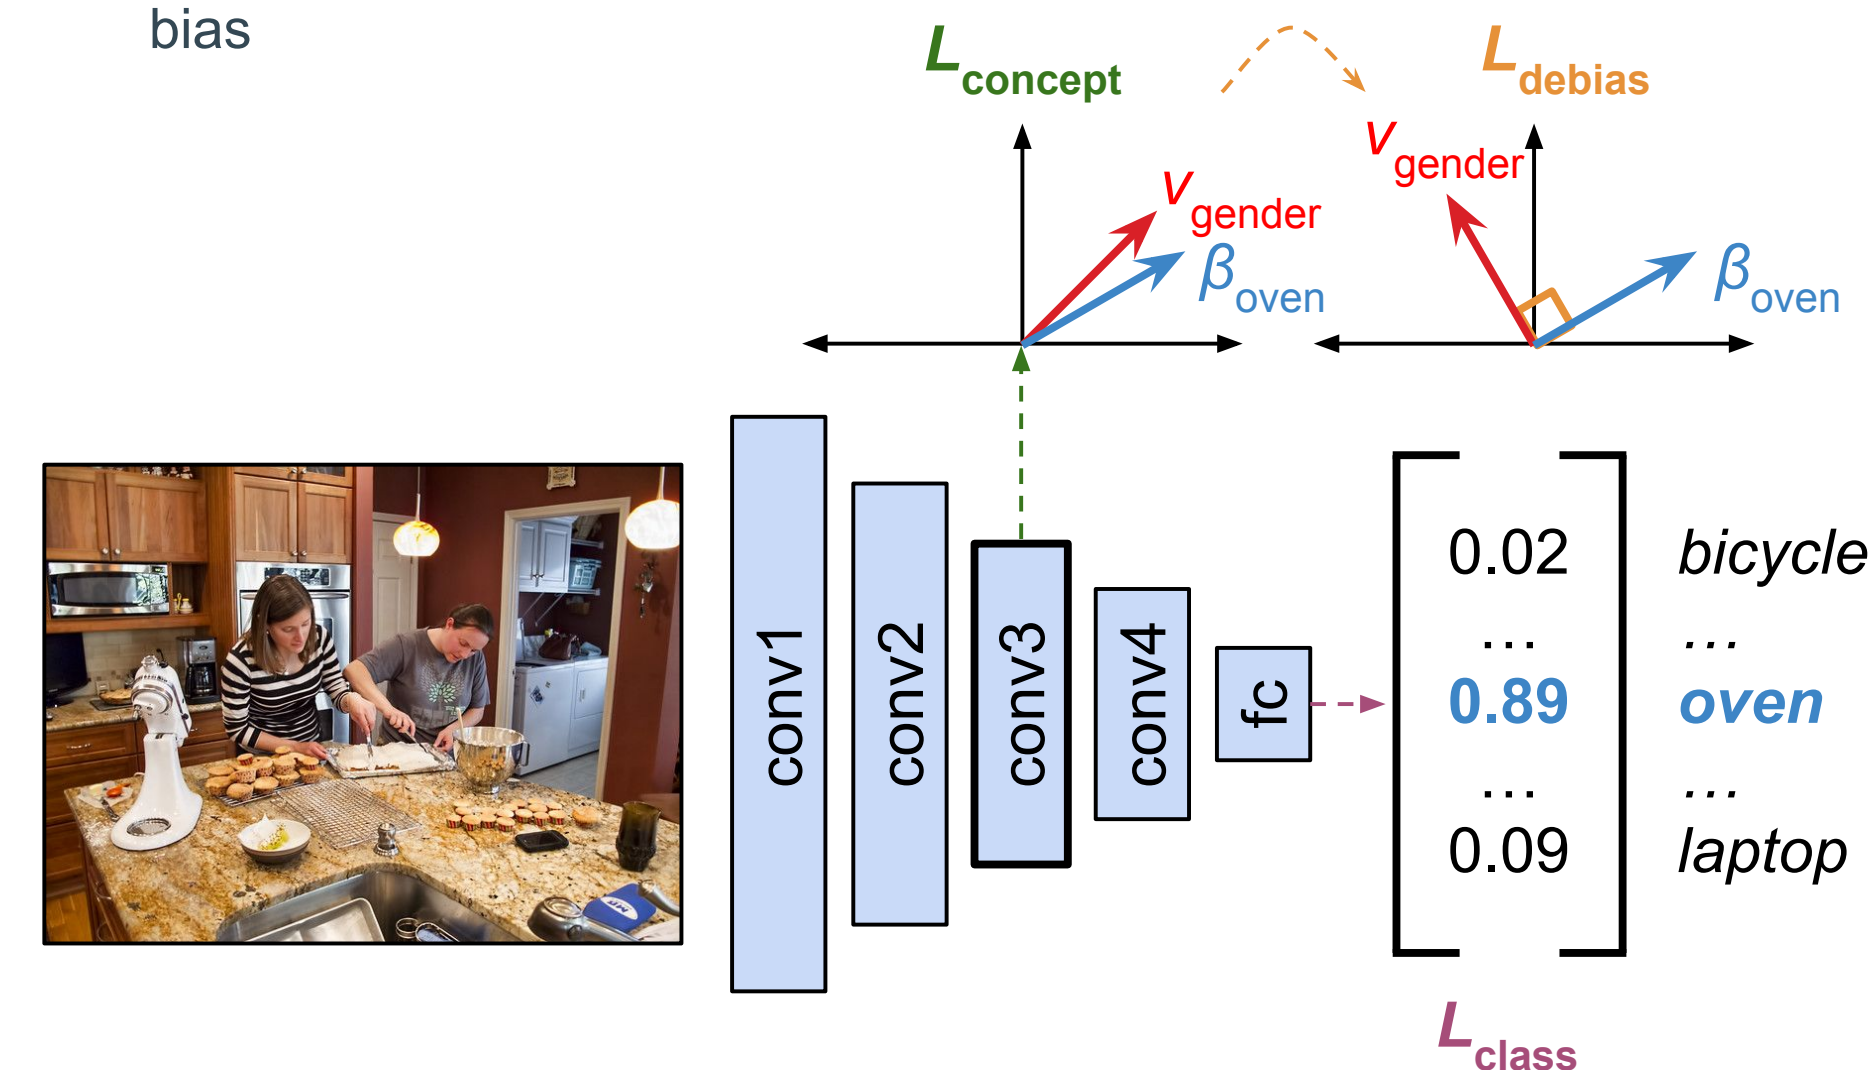 bias
L concept
L debias
v gender
β oven
v gender
β oven
conv1
conv2
conv3
conv4
fc
0.02 bicycle
... ...
0.89 oven
... ...
0.09 laptop
L class